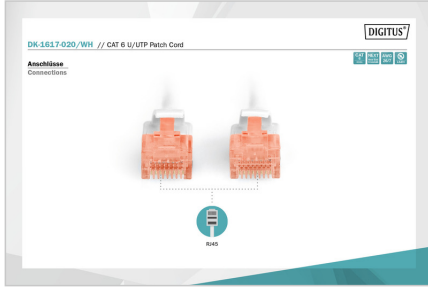 DIGITUS®
DK-1617-020/WH // CAT 6 U/UTP Patch Cord
Anschlüsse
Connections
RJ45